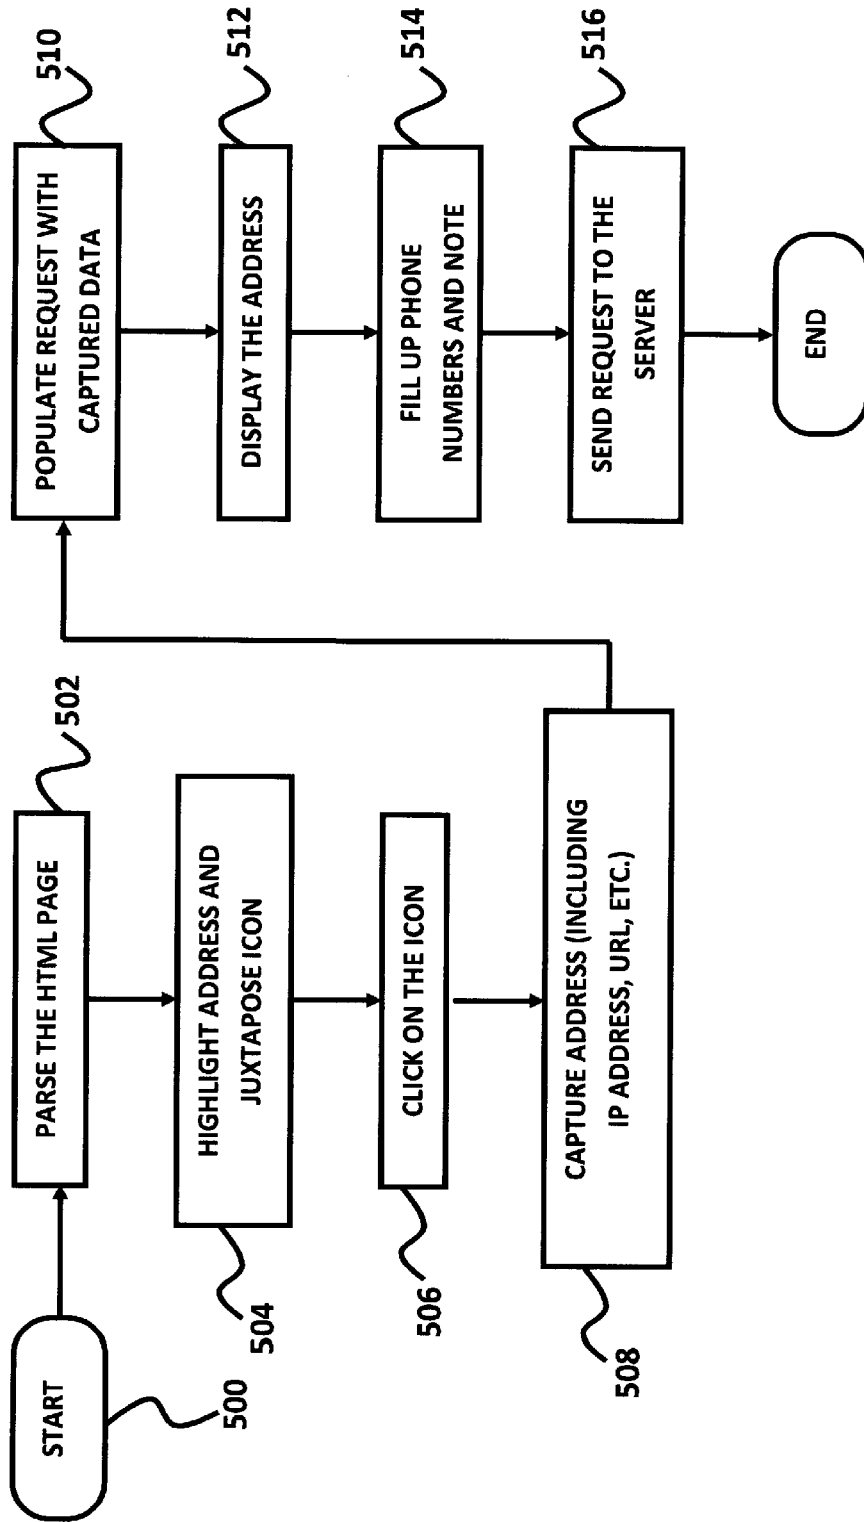 START
500
PARSE THE HTML PAGE
502
HIGHLIGHT ADDRESS AND
JUXTAPOSE ICON
504
CLICK ON THE ICON
506
CAPTURE ADDRESS (INCLUDING
IP ADDRESS, URL, ETC.)
508
POPULATE REQUEST WITH
CAPTURED DATA
510
DISPLAY THE ADDRESS
512
FILL UP PHONE
NUMBERS AND NOTE
514
SEND REQUEST TO THE
SERVER
516
END